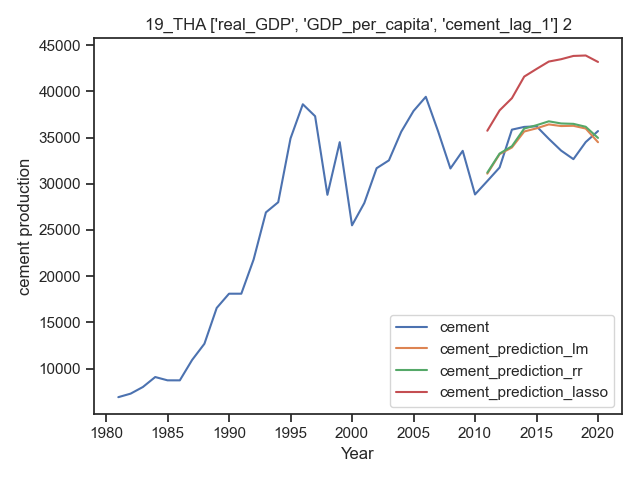 19_THA ['real_GDP', 'GDP_per_capita', 'cement_lag_1'] 2
45000
40000
35000
30000
25000
20000
15000
10000
cement production
1980 1985 1990 1995 2000 2005 2010 2015 2020
Year
cement
cement_prediction_lm
cement_prediction_rr
cement_prediction_lasso